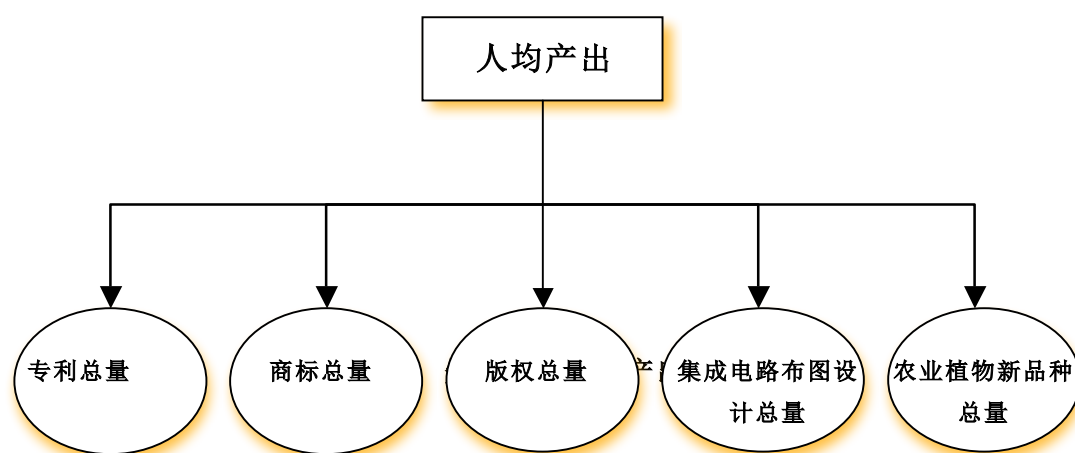 人均产出
专利总量
商标总量
版权总量
集成电路布图设
计总量
农业植物新品种
总量